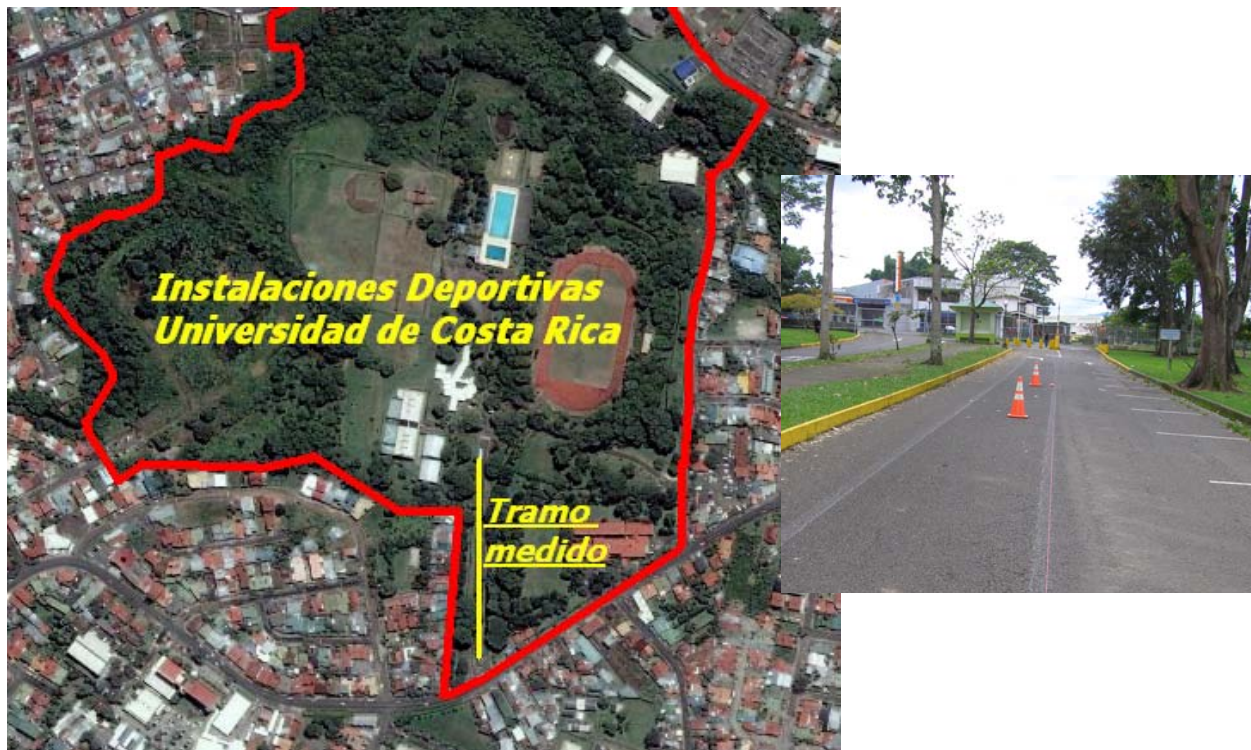 Instalaciones Deportivas
Universidad de Costa Rica
Tramo
medido